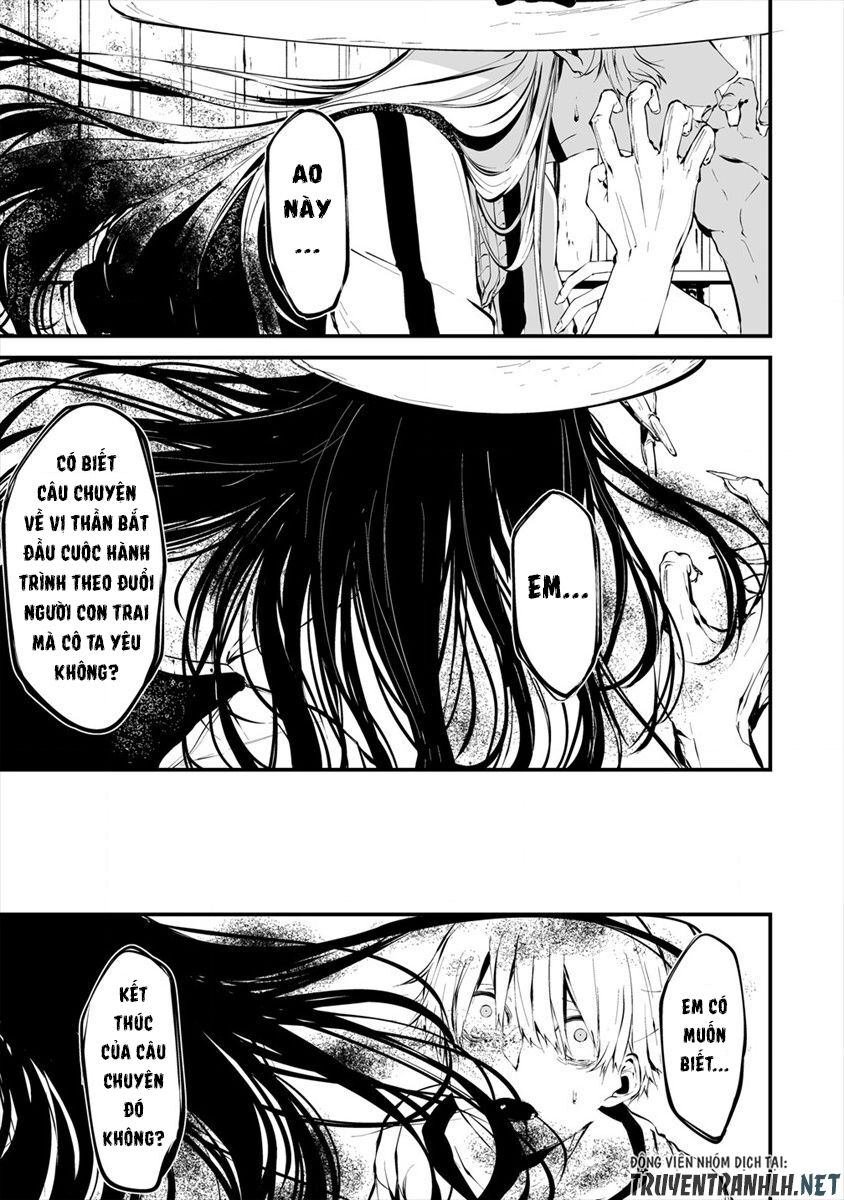 AO
NÀY
...
EM...
CÓ BIẾT
CÂU CHUYỆN
VỀ VỊ THẦN BẮT
ĐẦU CUỘC HÀNH
TRÌNH THEO ĐUỔI
NGƯỜI CON TRAI
MÀ CÔ TA YÊU
KHÔNG?
EM CÓ
MUỐN
BIẾT...
KẾT
THÚC
CỦA CÂU
CHUYỆN
ĐÓ
KHÔNG?
ĐỘNG VIÊN NHÓM DỊCH TẠI:
TRUYENTRANHLH.NET